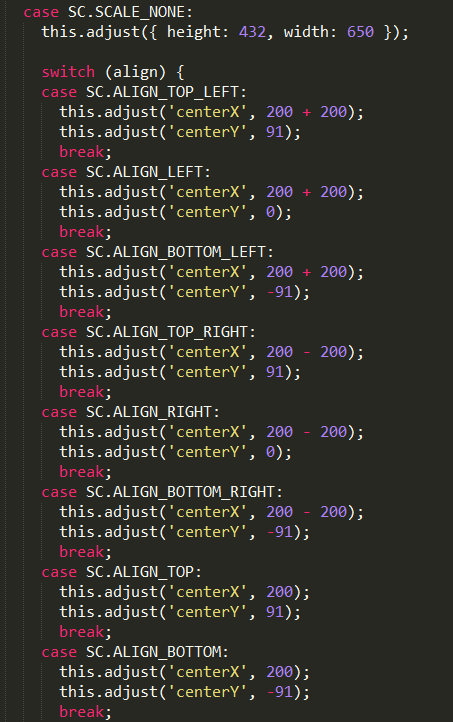 case SC.SCALE_NONE:
this.adjust({ height: 432, width: 650 });
switch (align) {
case SC.ALIGN_TOP_LEFT:
this.adjust('centerX', 200 + 200);
this.adjust('centerY', 91);
break;
case SC.ALIGN_LEFT:
this.adjust('centerX', 200 + 200);
this.adjust('centerY', 0);
break;
case SC.ALIGN_BOTTOM_LEFT:
this.adjust('centerX', 200 + 200);
this.adjust('centerY', -91);
break;
case SC.ALIGN_TOP_RIGHT:
this.adjust('centerX', 200 - 200);
this.adjust('centerY', 91);
break;
case SC.ALIGN_RIGHT:
this.adjust('centerX', 200 - 200);
this.adjust('centerY', 0);
break;
case SC.ALIGN_BOTTOM_RIGHT:
this.adjust('centerX', 200 - 200);
this.adjust('centerY', -91);
break;
case SC.ALIGN_TOP:
this.adjust('centerX', 200);
this.adjust('centerY', 91);
break;
case SC.ALIGN_BOTTOM:
this.adjust('centerX', 200);
this.adjust('centerY', -91);
break;